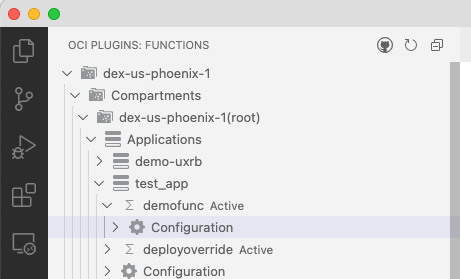 OCI PLUGINS: FUNCTIONS
dex-us-phoenix-1
Compartments
dex-us-phoenix-1(root)
Applications
demo-uxrb
test_app
demofunc Active
Configuration
deployoverride Active
Configuration